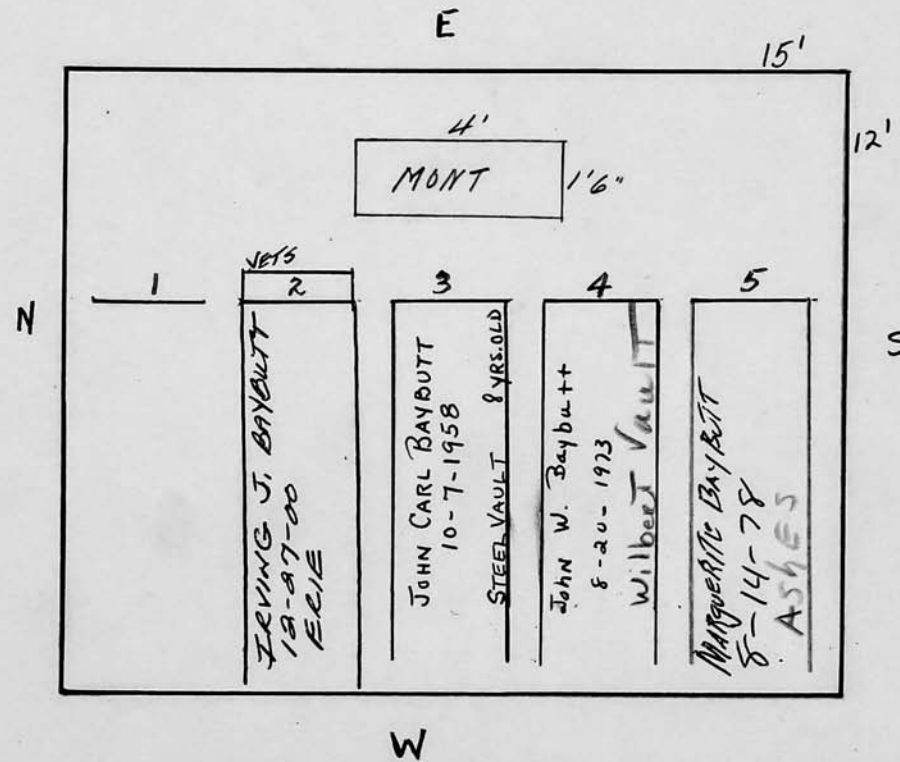 E
15'
12'
4'
MONT
1'6"
N
S
1
VETS
2
IRVING J. BAYBUTT
12-27-00
ERIE
3
JOHN CARL BAYBUTT
10-7-1958
STEEL VAULT 8 YRS.OLD
4
John W. Baybutt
8-20-1973
Wilbert Vault
5
MARGUERITE BAYBUTT
8-14-78
ASHES
W